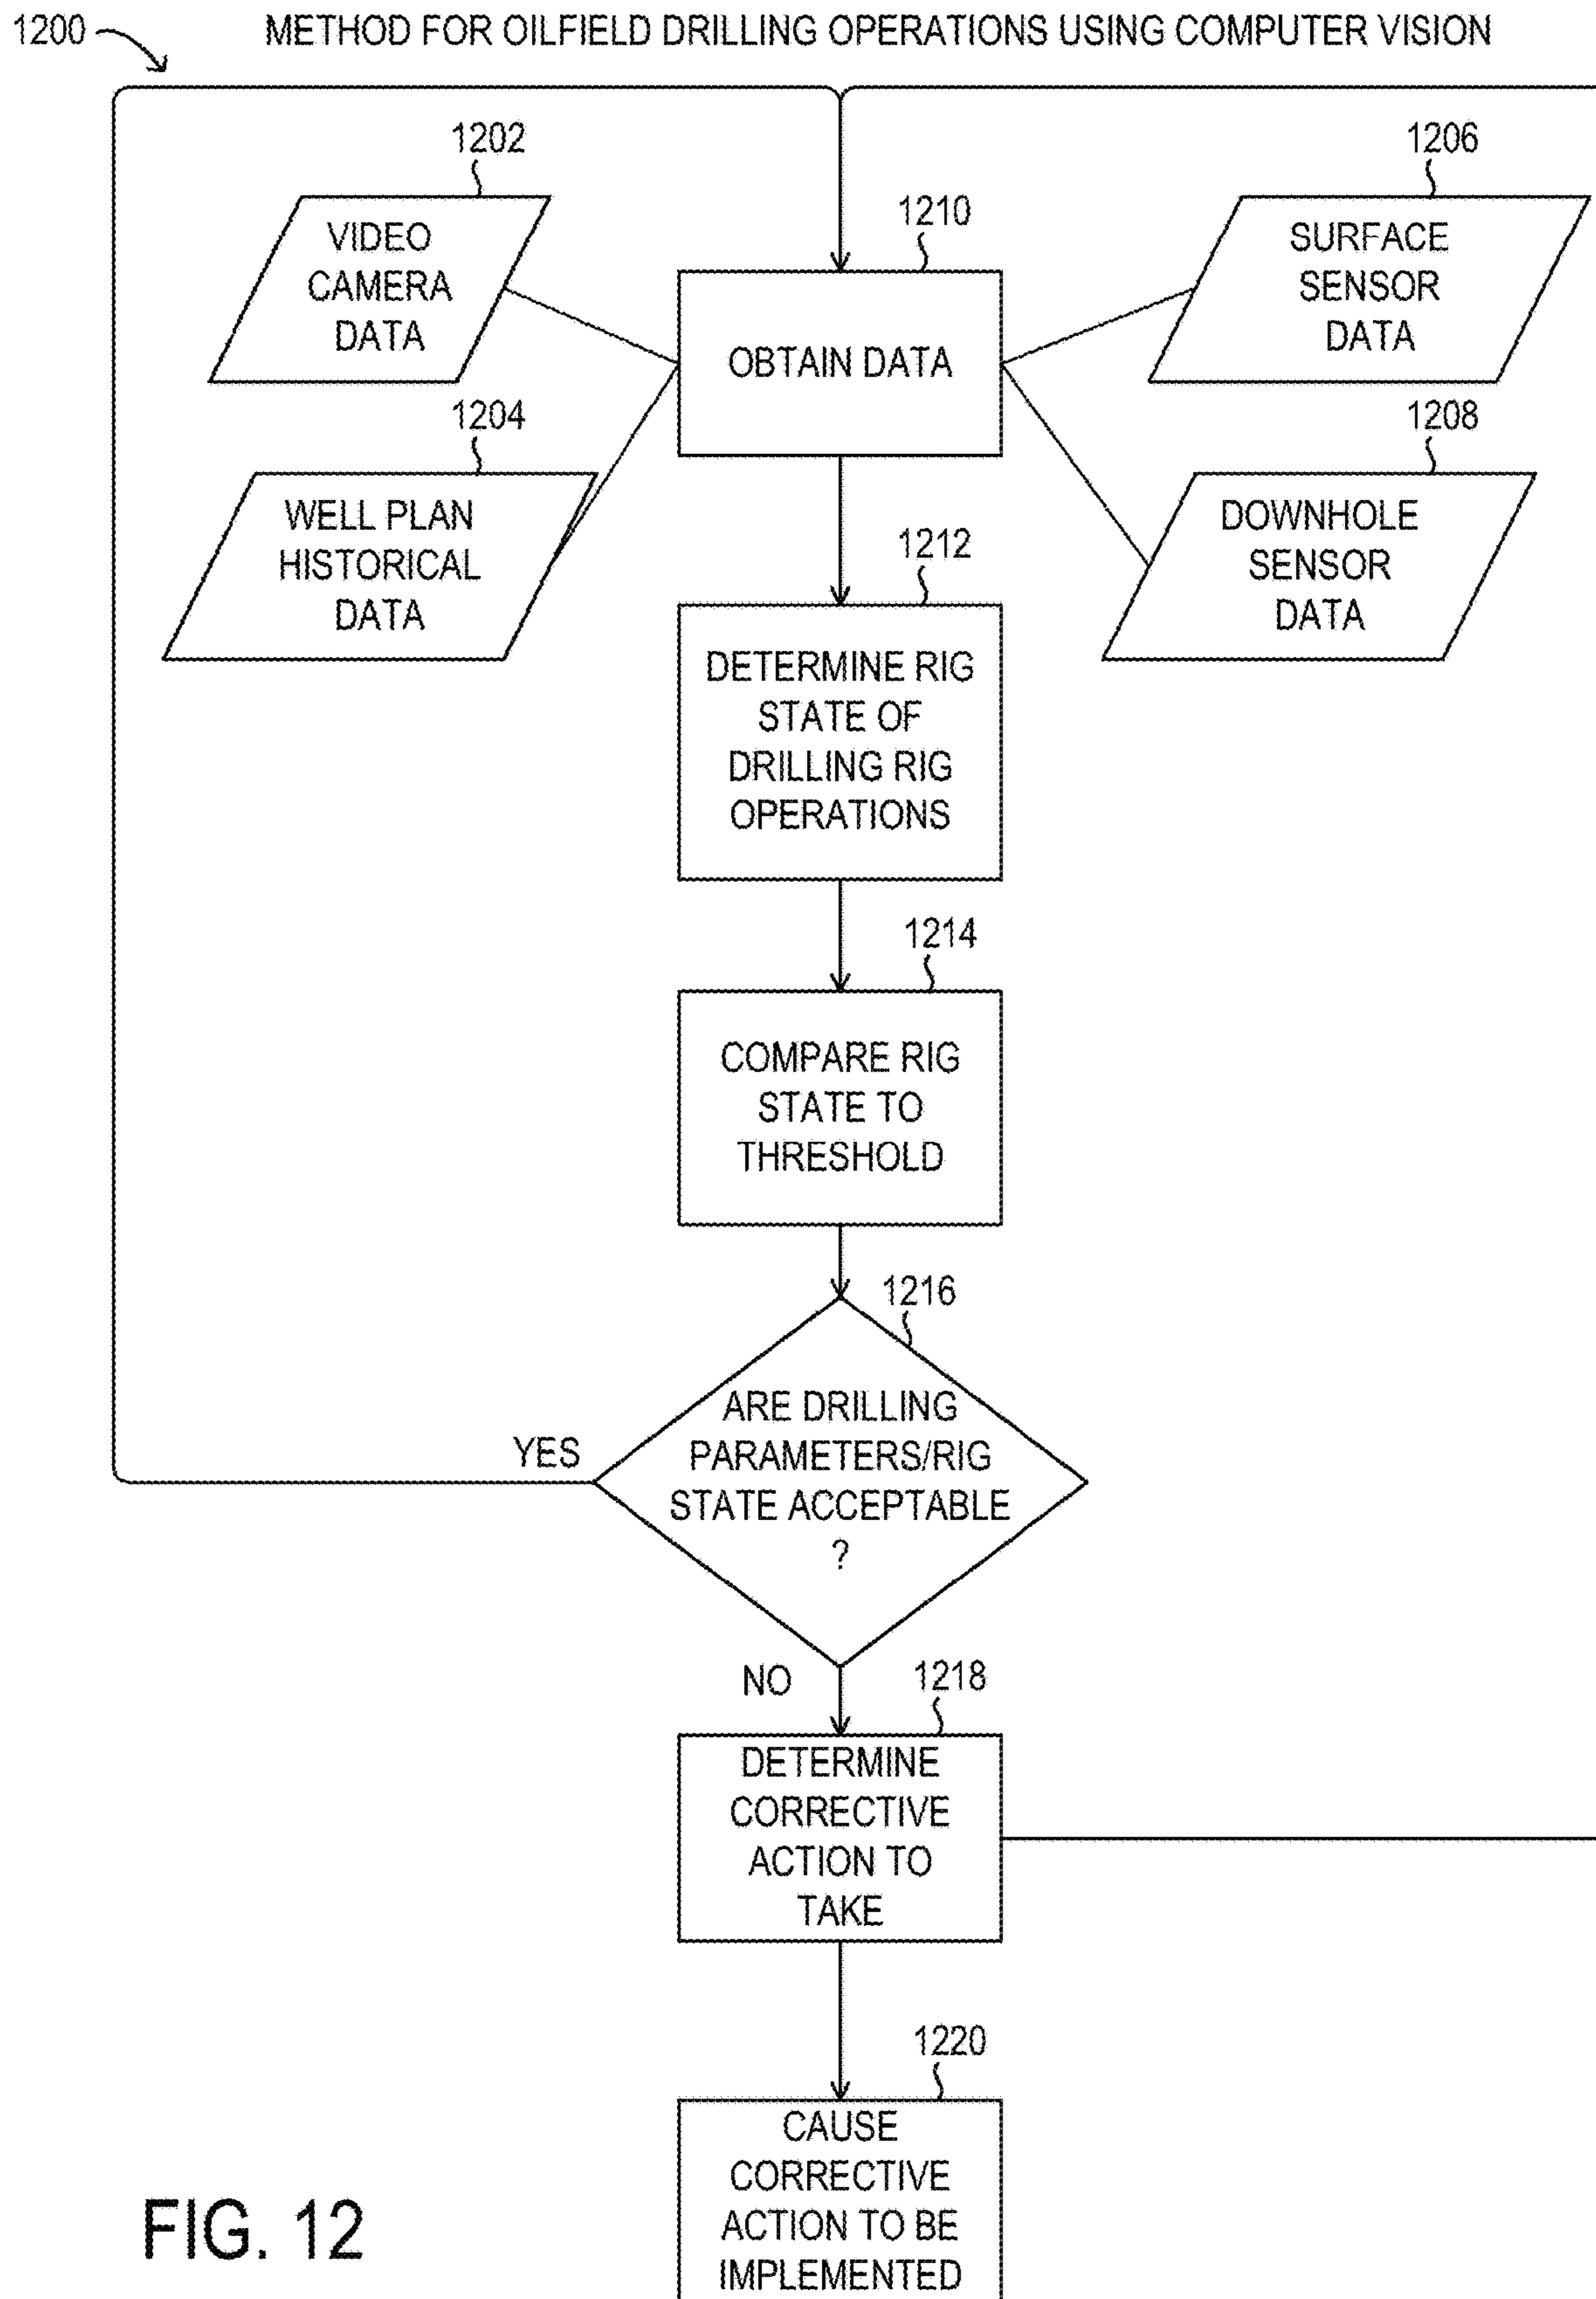 1200
METHOD FOR OILFIELD DRILLING OPERATIONS USING COMPUTER VISION
1202
VIDEO
CAMERA
DATA
1204
WELL PLAN
HISTORICAL
DATA
1206
SURFACE
SENSOR
DATA
1208
DOWNHOLE
SENSOR
DATA
1210
OBTAIN DATA
1212
DETERMINE RIG
STATE OF
DRILLING RIG
OPERATIONS
1214
COMPARE RIG
STATE TO
THRESHOLD
1216
ARE DRILLING
PARAMETERS/RIG
STATE ACCEPTABLE
?
YES
NO
1218
DETERMINE
CORRECTIVE
ACTION TO
TAKE
1220
CAUSE
CORRECTIVE
ACTION TO BE
IMPLEMENTED
FIG. 12